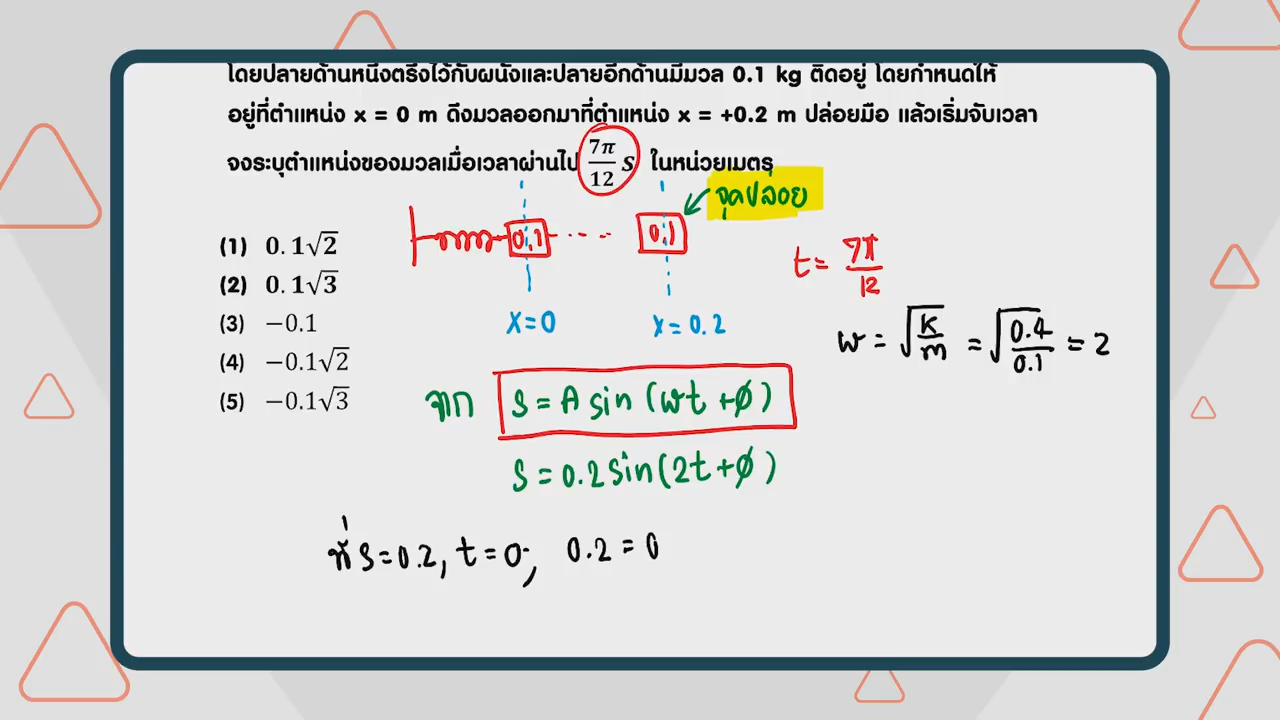 โดยปลายด้านหนึ่งตรึงไว้กับผนังและปลายอีกด้านมีมวล 0.1 kg ติดอยู่ โดยกำหนดให้
อยู่ที่ตำแหน่ง x = 0 m ดึงมวลออกมาที่ตำแหน่ง x = +0.2 m ปล่อยมือ แล้วเริ่มจับเวลา
จงระบุตำแหน่งของมวลเมื่อเวลาผ่านไป 7π/12 s ในหน่วยเมตร
จุดปล่อย
0.1 0.1
x=0 x=0.2
t = 7π/12
ω = √(k/m) = √(0.4/0.1) = 2
(1) 0.1√2
(2) 0.1√3
(3) −0.1
(4) −0.1√2
(5) −0.1√3
จาก S = A sin (ωt + ϕ)
S = 0.2 sin (2t + ϕ)
ที่ S = 0.2, t = 0; 0.2 = 0